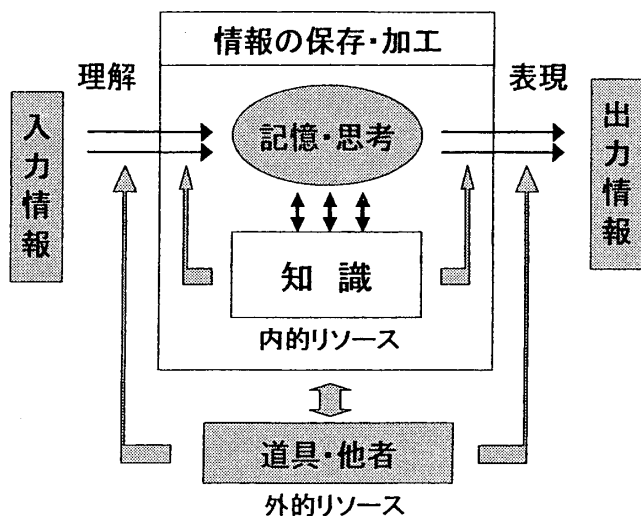 情報の保存・加工
理解
表現
入力情報
記憶・思考
出力情報
知識
内的リソース
道具・他者
外的リソース